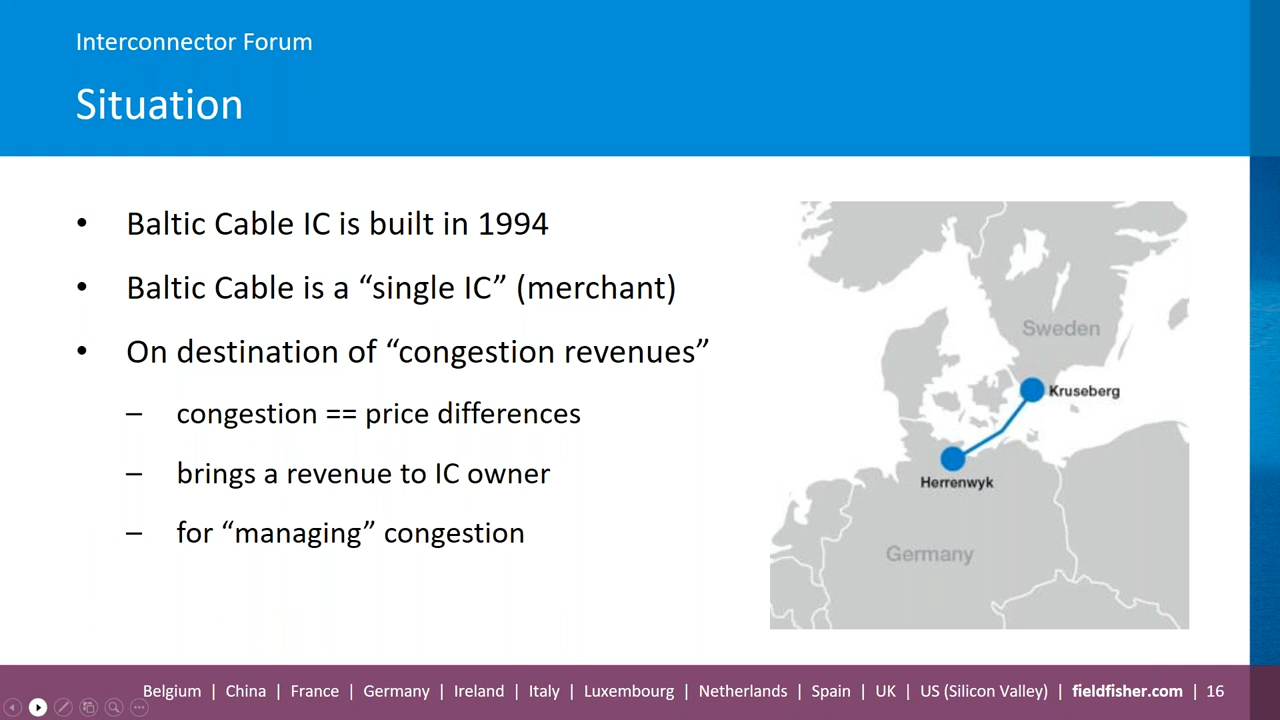 Interconnector Forum
Situation
• Baltic Cable IC is built in 1994
• Baltic Cable is a “single IC” (merchant)
• On destination of “congestion revenues”
– congestion == price differences
– brings a revenue to IC owner
– for “managing” congestion
Sweden
Kruseberg
Herrenwyk
Germany
Belgium | China | France | Germany | Ireland | Italy | Luxembourg | Netherlands | Spain | UK | US (Silicon Valley) | fieldfisher.com | 16